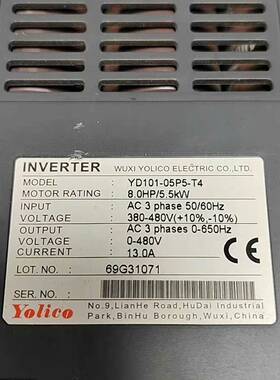 INVERTER WUXI YOLICO ELECTRIC CO.,LTD.
MODEL : YD101-05P5-T4
MOTOR RATING : 8.0HP/5.5kW
INPUT : AC 3 phase 50/60Hz
VOLTAGE : 380-480V(+10%,-10%)
OUTPUT : AC 3 phases 0-650Hz
VOLTAGE : 0-480V
CURRENT : 13.0A
CE
LOT. NO.: 69G31071
SER NO.:
Yolico No.9,LianHe Road,HuDai Industrial
Park,BinHu Borough,Wuxi,China.